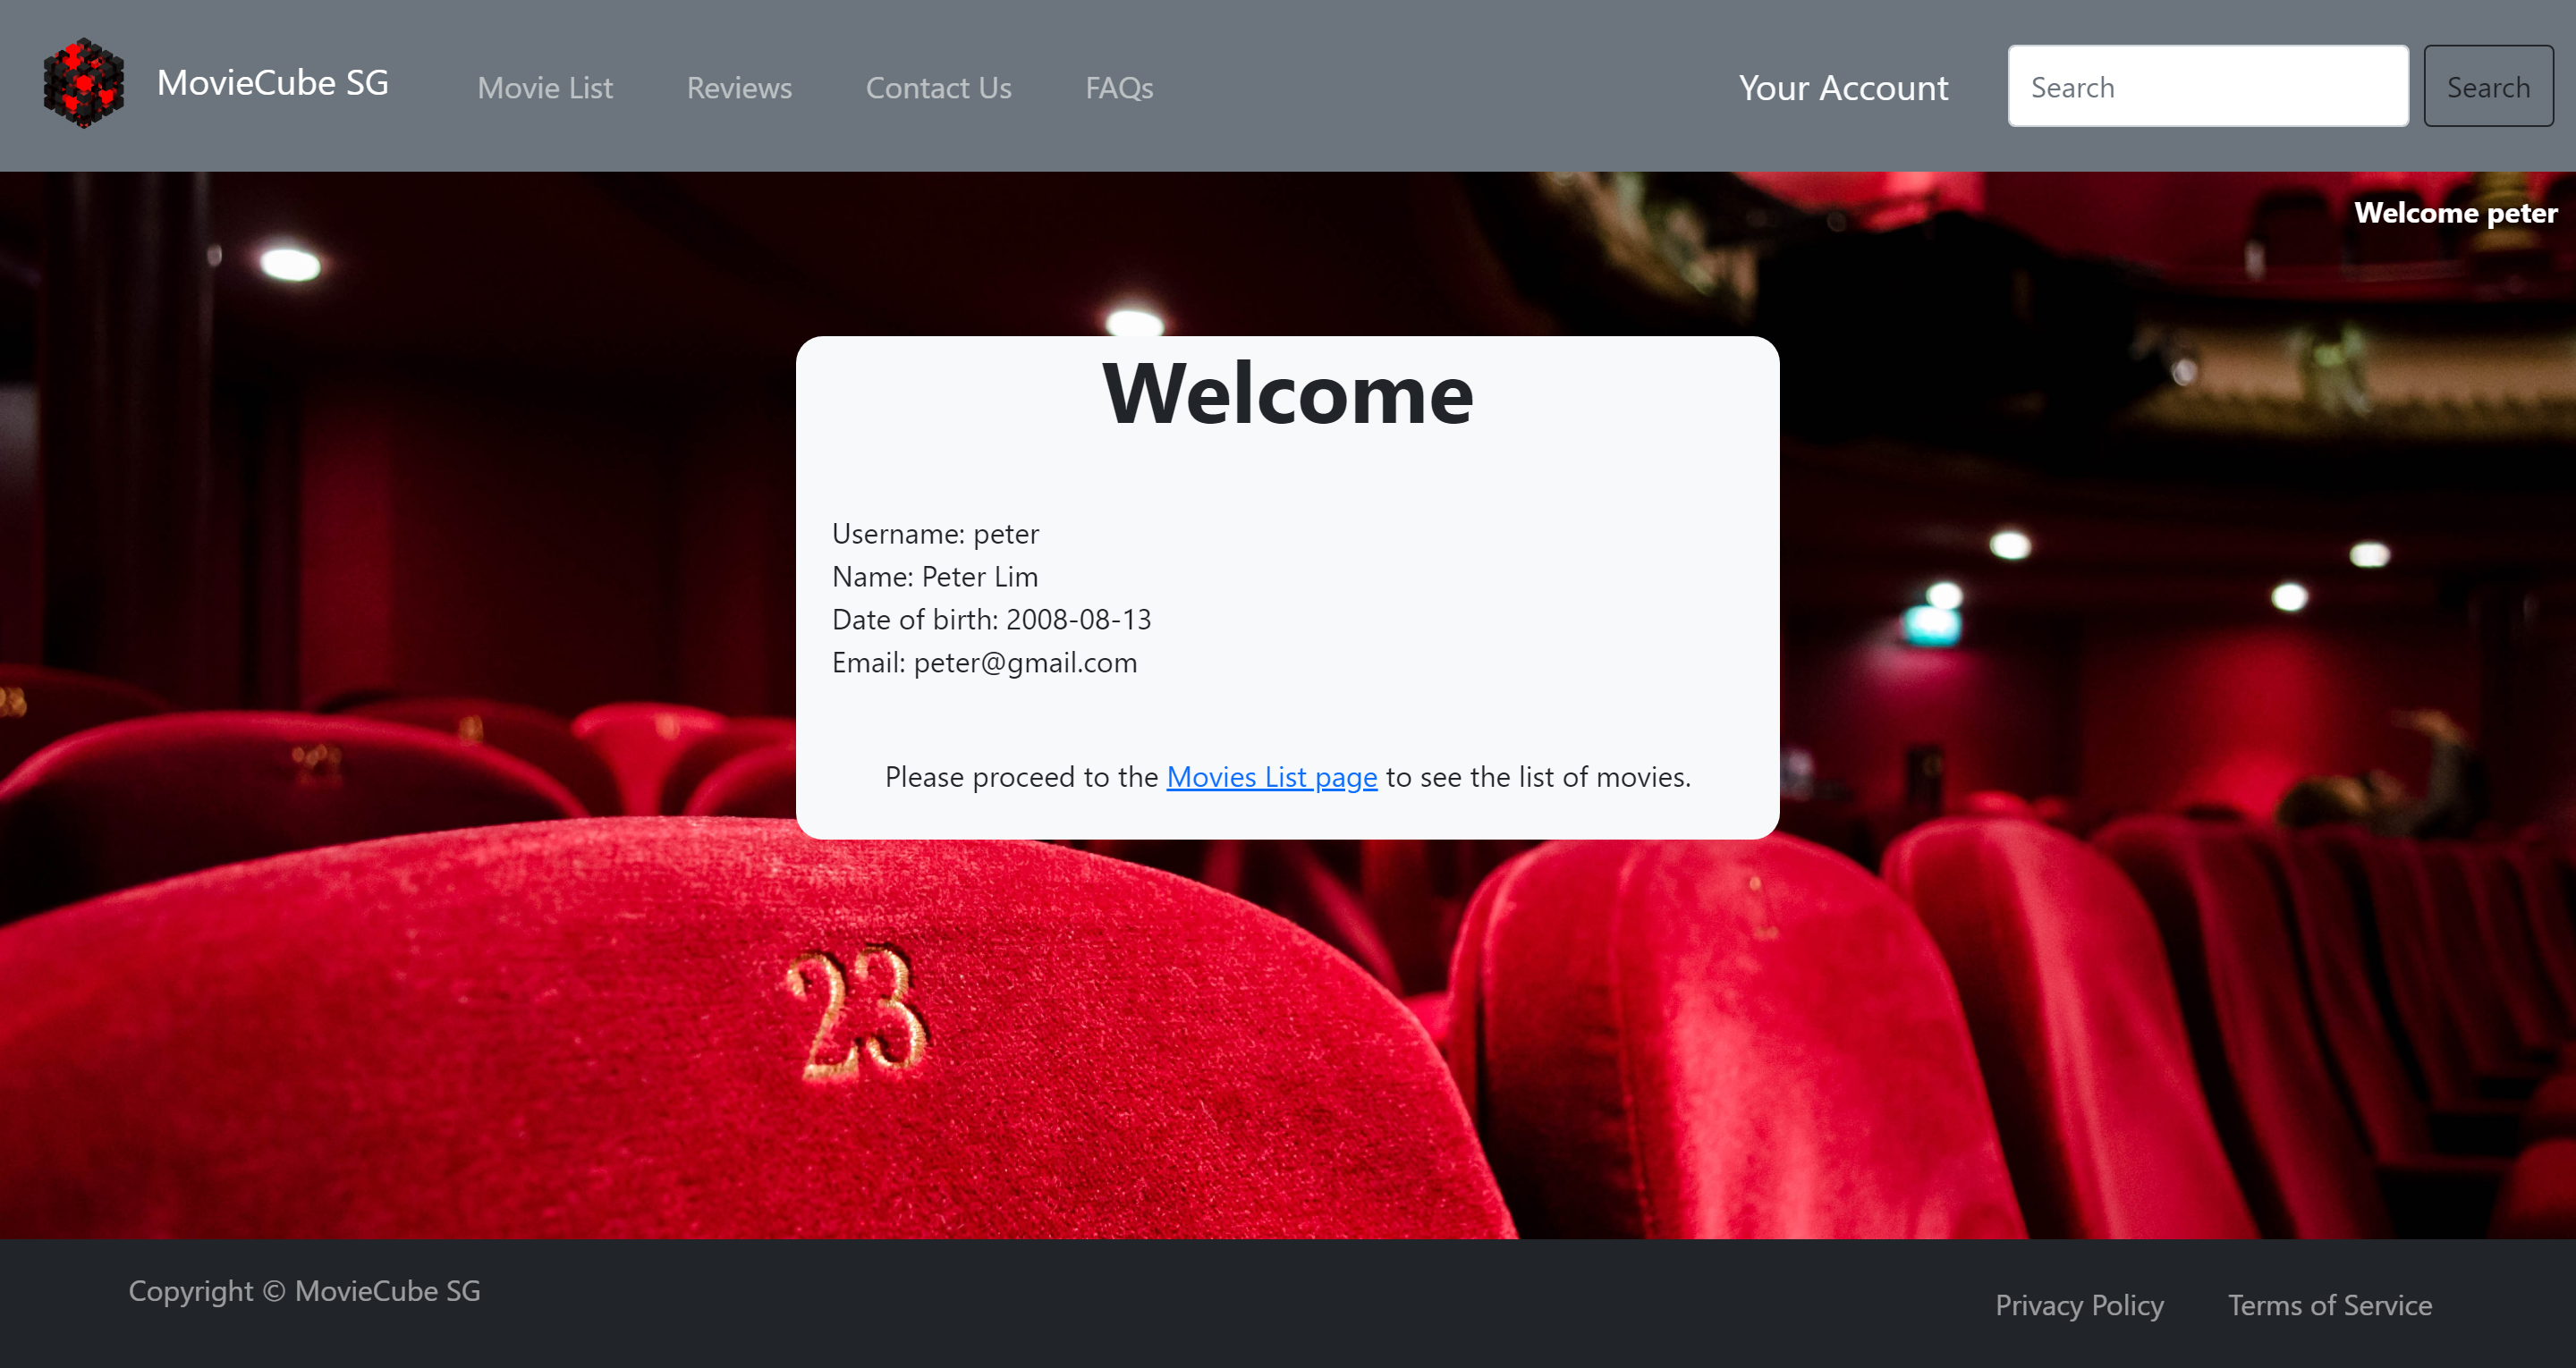 MovieCube SG
Movie List
Reviews
Contact Us
FAQs
Your Account
Search
Search
Welcome peter
Welcome
Username: peter
Name: Peter Lim
Date of birth: 2008-08-13
Email: peter@gmail.com
Please proceed to the Movies List page to see the list of movies.
23
Copyright © MovieCube SG
Privacy Policy
Terms of Service